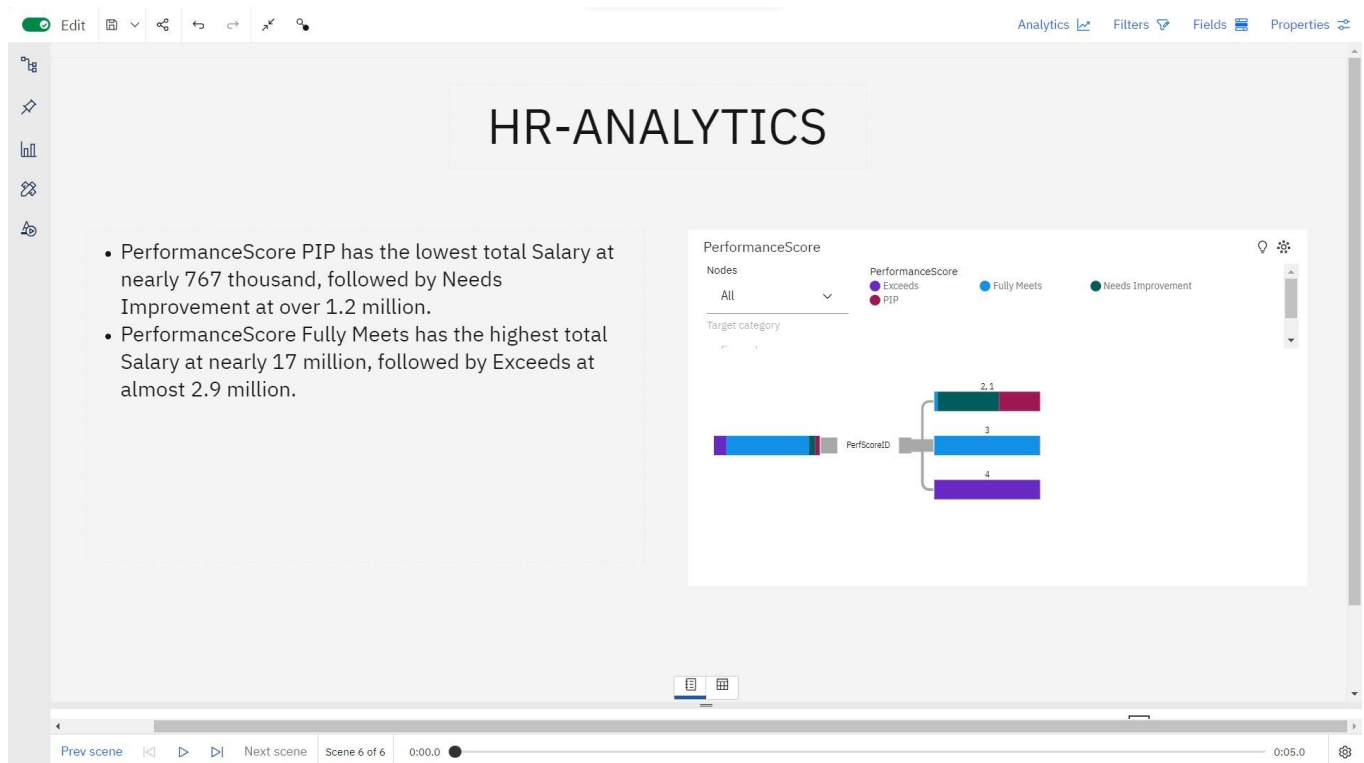 Edit
Analytics
Filters
Fields
Properties
HR-ANALYTICS
• PerformanceScore PIP has the lowest total Salary at
nearly 767 thousand, followed by Needs
Improvement at over 1.2 million.
• PerformanceScore Fully Meets has the highest total
Salary at nearly 17 million, followed by Exceeds at
almost 2.9 million.
PerformanceScore
Nodes
All
Target category
PerformanceScore
Exceeds
Fully Meets
Needs Improvement
PIP
2, 1
3
PerfScoreID
4
Prev scene
Next scene
Scene 6 of 6
0:00.0
0:05.0